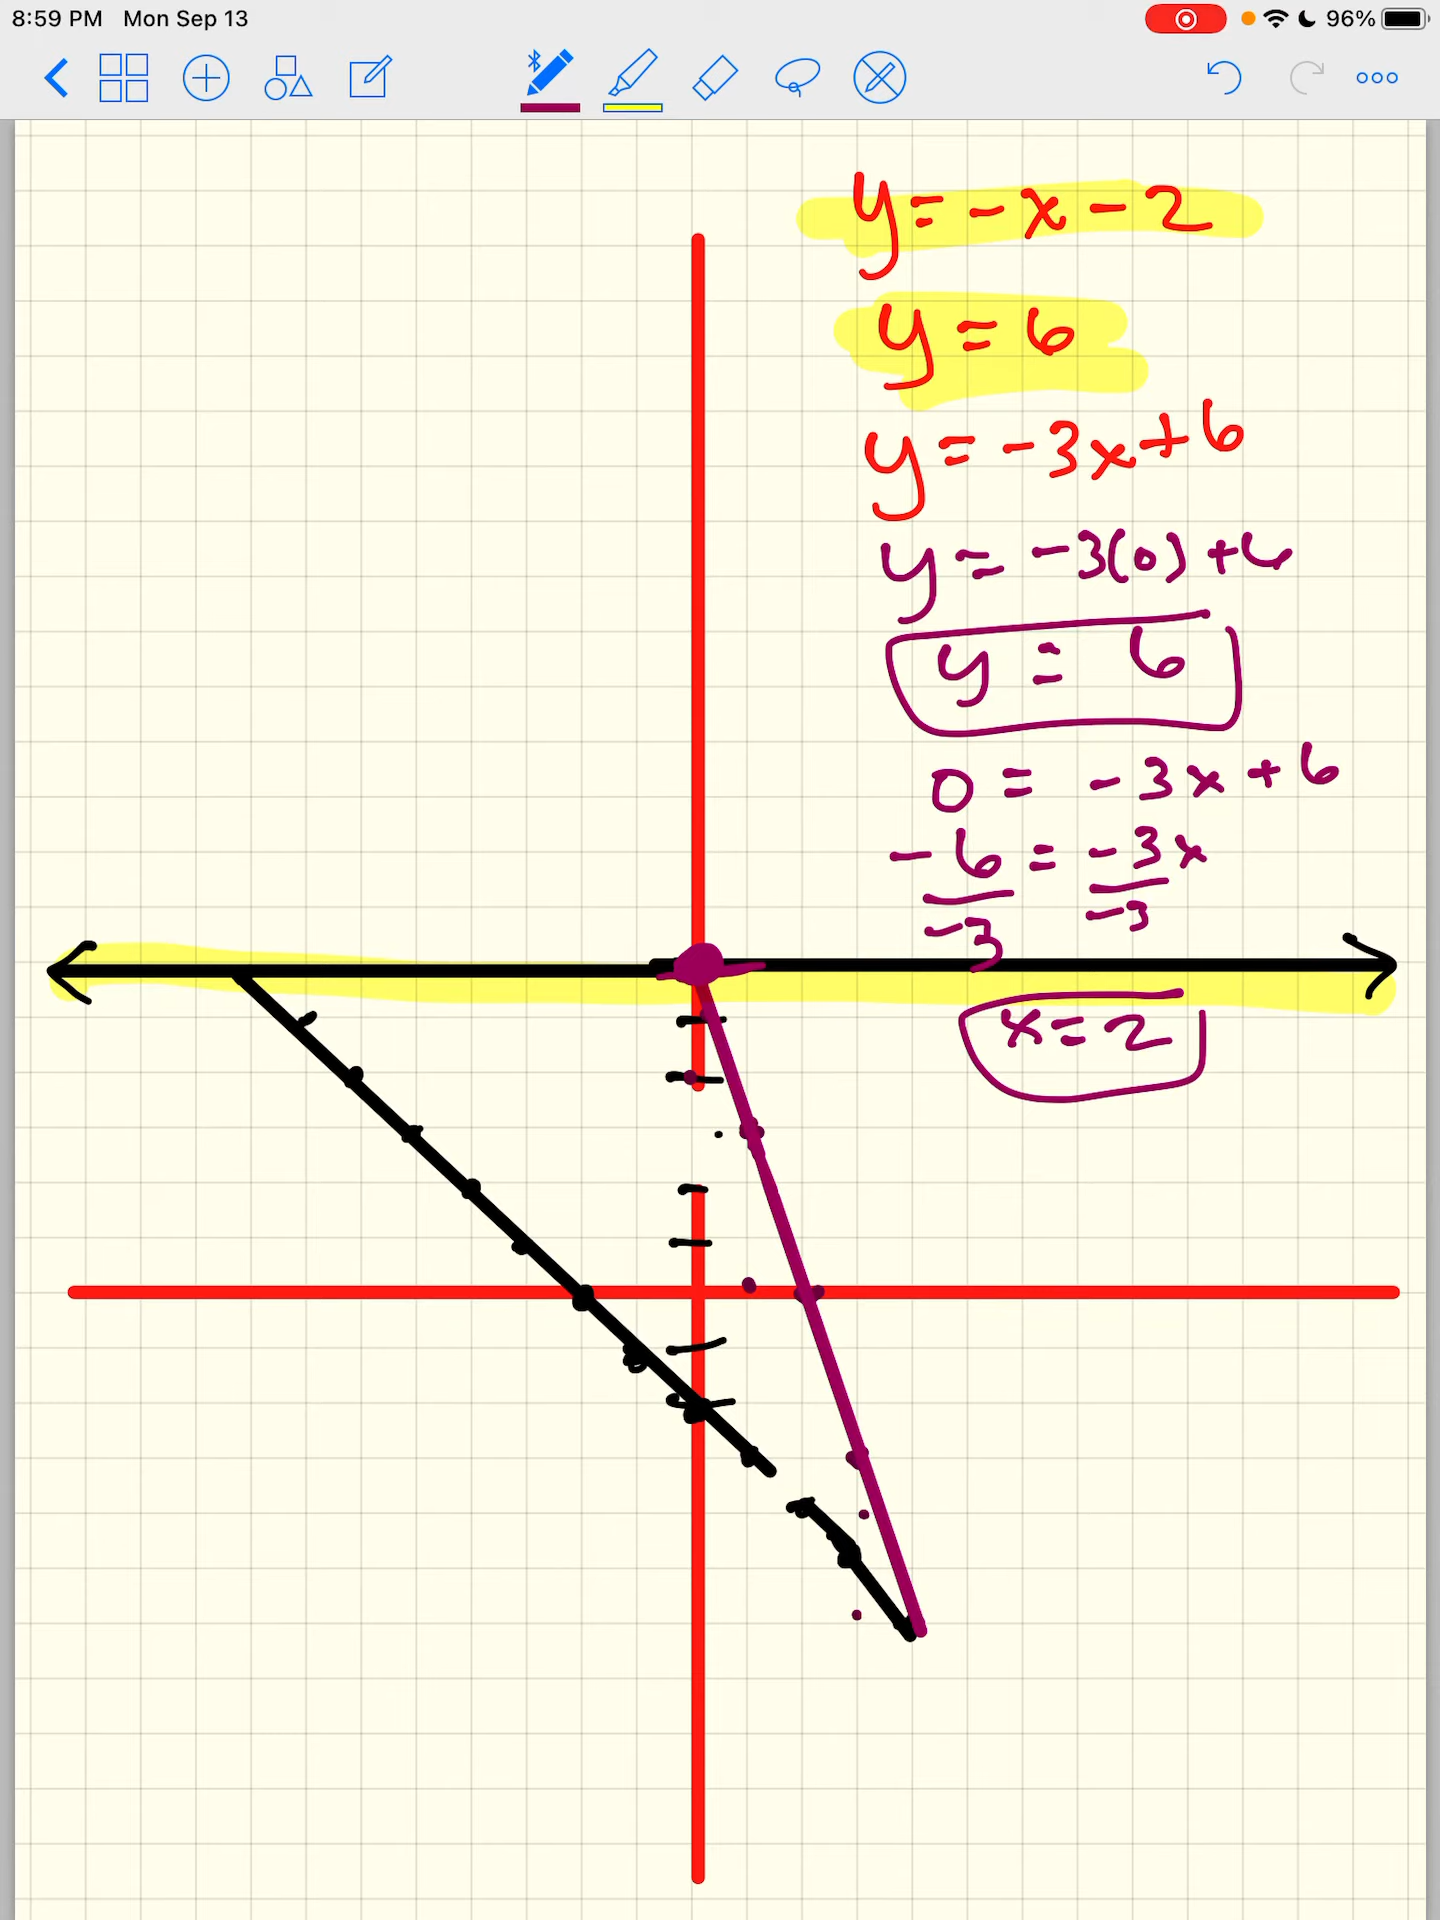 8:59 PM Mon Sep 13 96%
y = -x - 2
y = 6
y = -3x + 6
y = -3(0) + 6
y = 6
0 = -3x + 6
-6 = -3x
-3 -3
x = 2